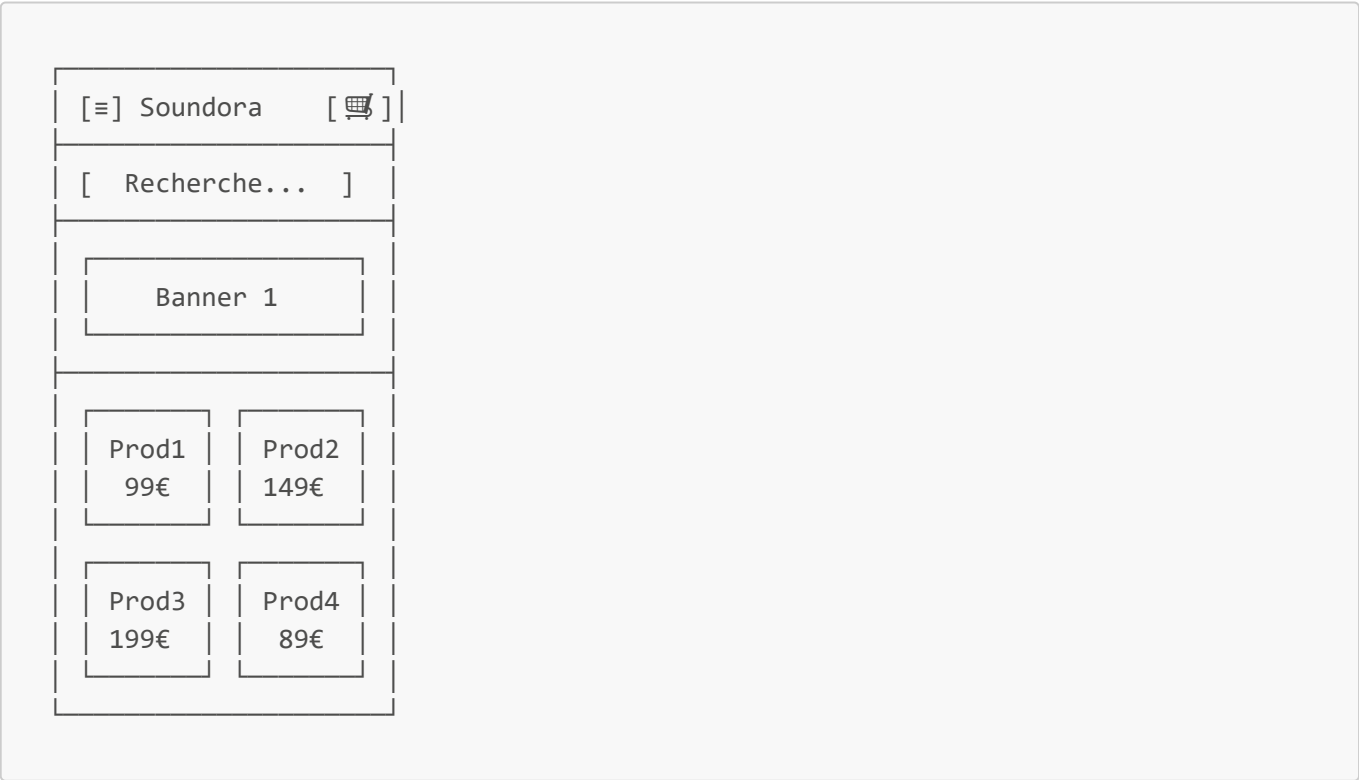 [≡] Soundora [🛒]
[ Recherche... ]
Banner 1
Prod1 Prod2
99€ 149€
Prod3 Prod4
199€ 89€